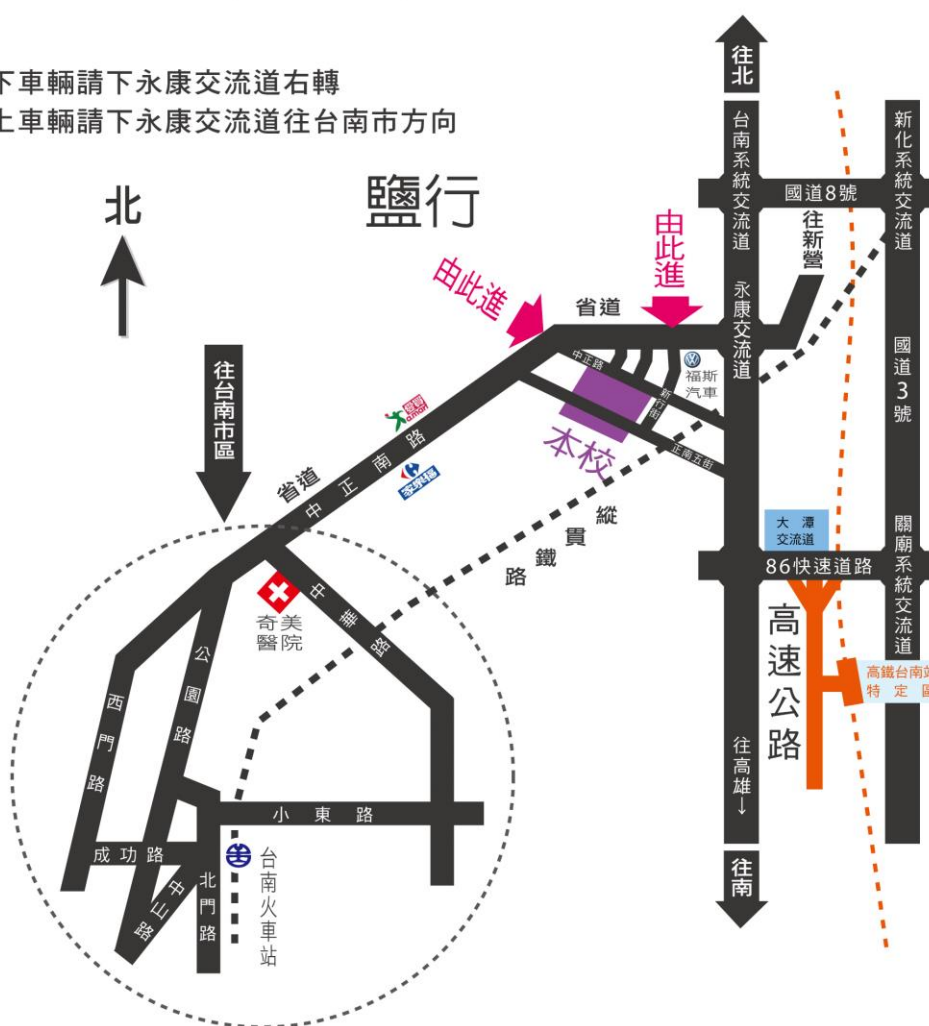 下車輛請下永康交流道右轉
上車輛請下永康交流道往台南市方向
往北
北
鹽行
台南系統交流道
新化系統交流道
國道8號
往新營
由此進
由此進
省道
永康交流道
國道3號
中正路
福斯
汽車
新行街
往台南市區
愛買
a.mart
中正南路
省道
家樂福
本校
正南五街
縱貫鐵路
大潭
交流道
86快速道路
關廟系統交流道
高速公路
高鐵台南站
特定區
奇美
醫院
中華路
公園路
西門路
往高雄↓
小東路
成功路
中山路
北門路
台南火車站
往南